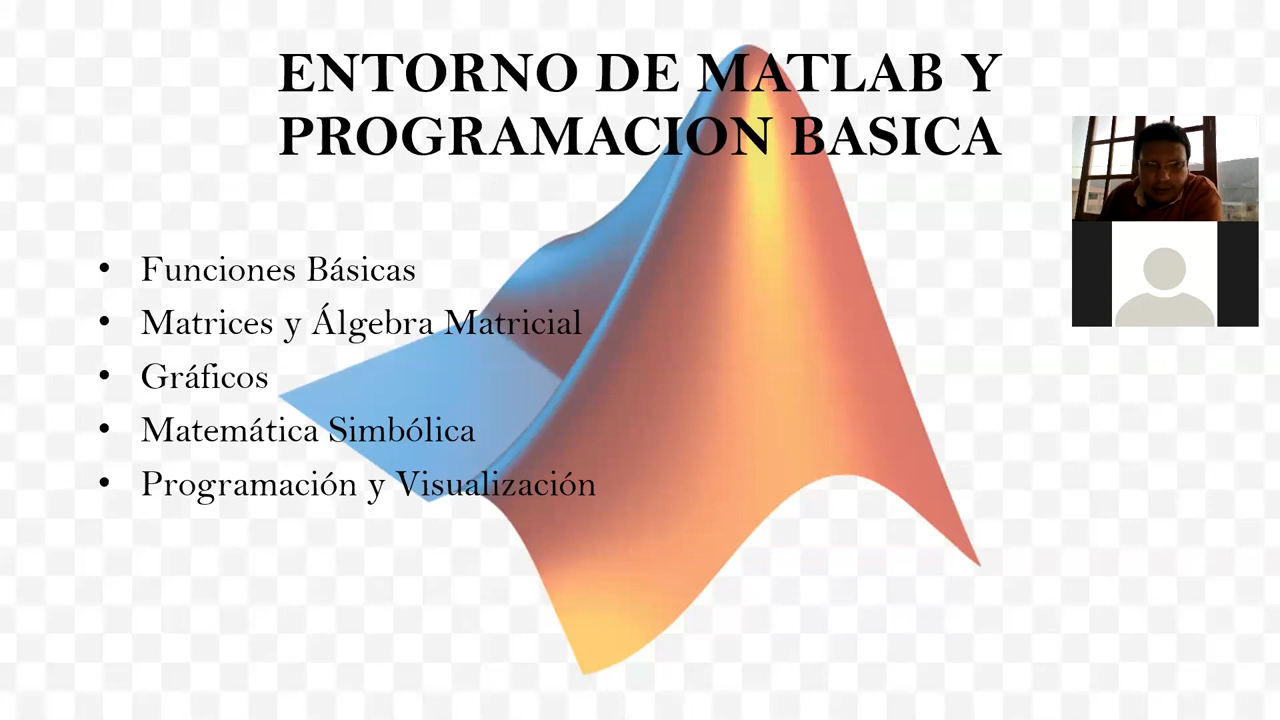 ENTORNO DE MATLAB Y
PROGRAMACION BASICA
• Funciones Básicas
• Matrices y Álgebra Matricial
• Gráficos
• Matemática Simbólica
• Programación y Visualización